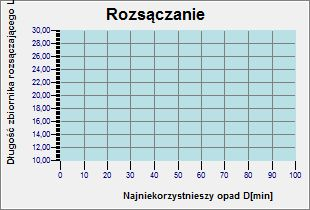 Rozsączanie
Długość zbiornika rozsączającego L
30,00
28,00
26,00
24,00
22,00
20,00
18,00
16,00
14,00
12,00
10,00
0 10 20 30 40 50 60 70 80 90 100
Najniekorzystnieszy opad D[min]